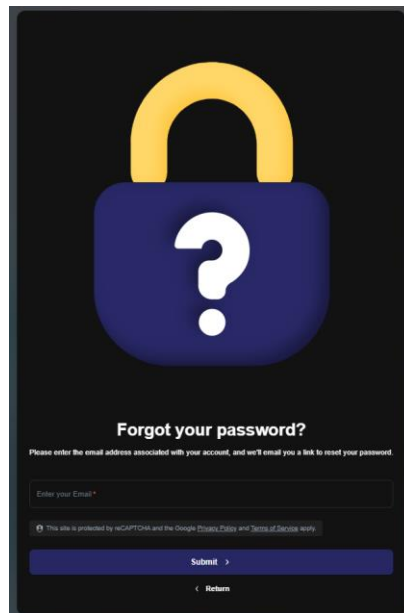 ?
Forgot your password?
Please enter the email address associated with your account, and we'll email you a link to reset your password.
Enter your Email *
This site is protected by reCAPTCHA and the Google Privacy Policy and Terms of Service apply.
Submit >
< Return